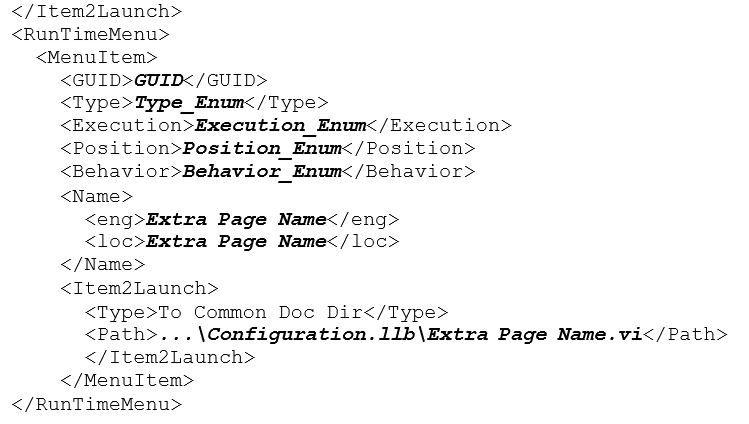 </Item2Launch>
<RunTimeMenu>
<MenuItem>
<GUID>GUID</GUID>
<Type>Type_Enum</Type>
<Execution>Execution_Enum</Execution>
<Position>Position_Enum</Position>
<Behavior>Behavior_Enum</Behavior>
<Name>
<eng>Extra Page Name</eng>
<loc>Extra Page Name</loc>
</Name>
<Item2Launch>
<Type>To Common Doc Dir</Type>
<Path>...\Configuration.llb\Extra Page Name.vi</Path>
</Item2Launch>
</MenuItem>
</RunTimeMenu>